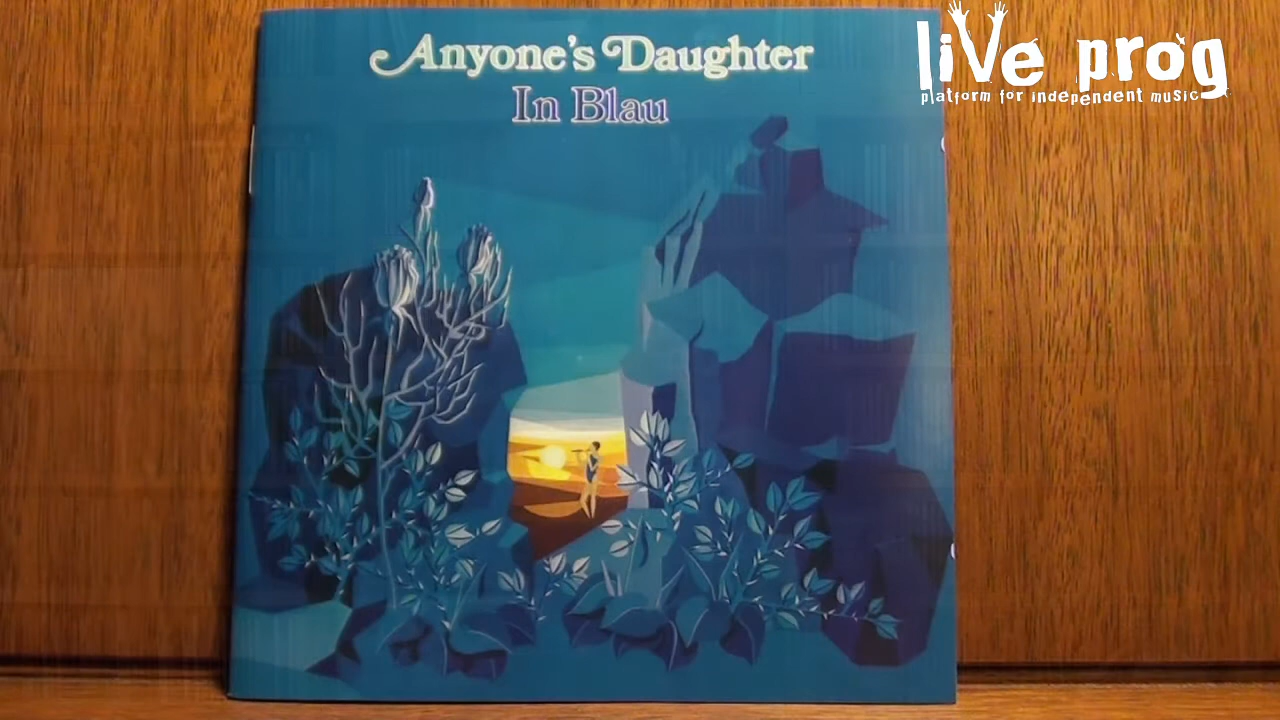 Anyone's Daughter
In Blau
live prog
platform for independent music